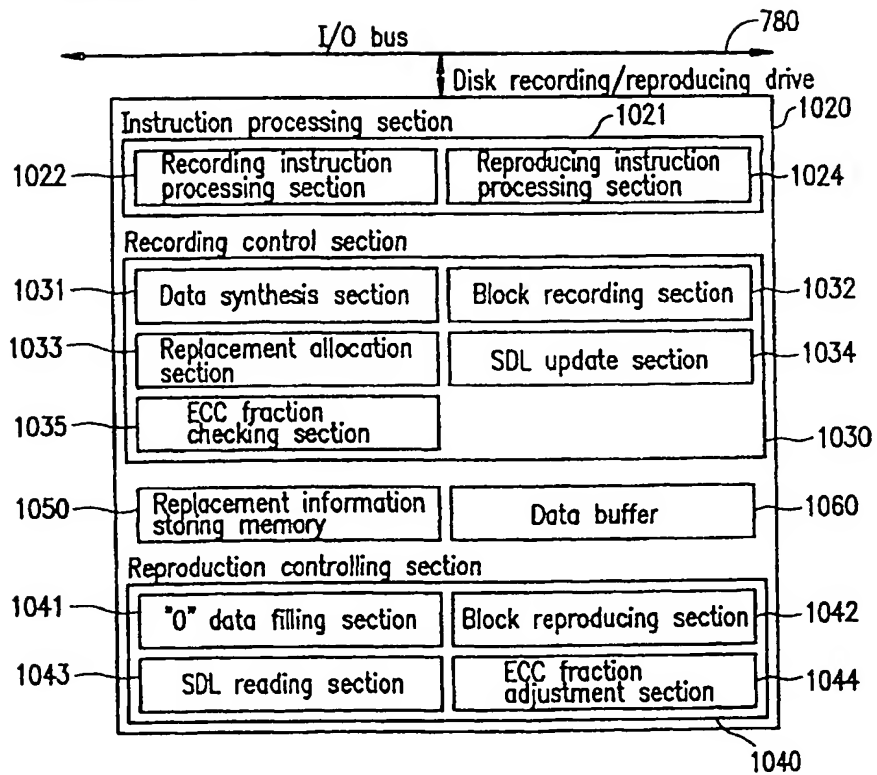 I/O bus
780
Disk recording/reproducing drive
1020
Instruction processing section
1021
1022
Recording instruction
processing section
Reproducing instruction
processing section
1024
Recording control section
1031
Data synthesis section
Block recording section
1032
1033
Replacement allocation
section
SDL update section
1034
1035
ECC fraction
checking section
1030
1050
Replacement information
storing memory
Data buffer
1060
Reproduction controlling section
1041
"0" data filling section
Block reproducing section
1042
1043
SDL reading section
ECC fraction
adjustment section
1044
1040